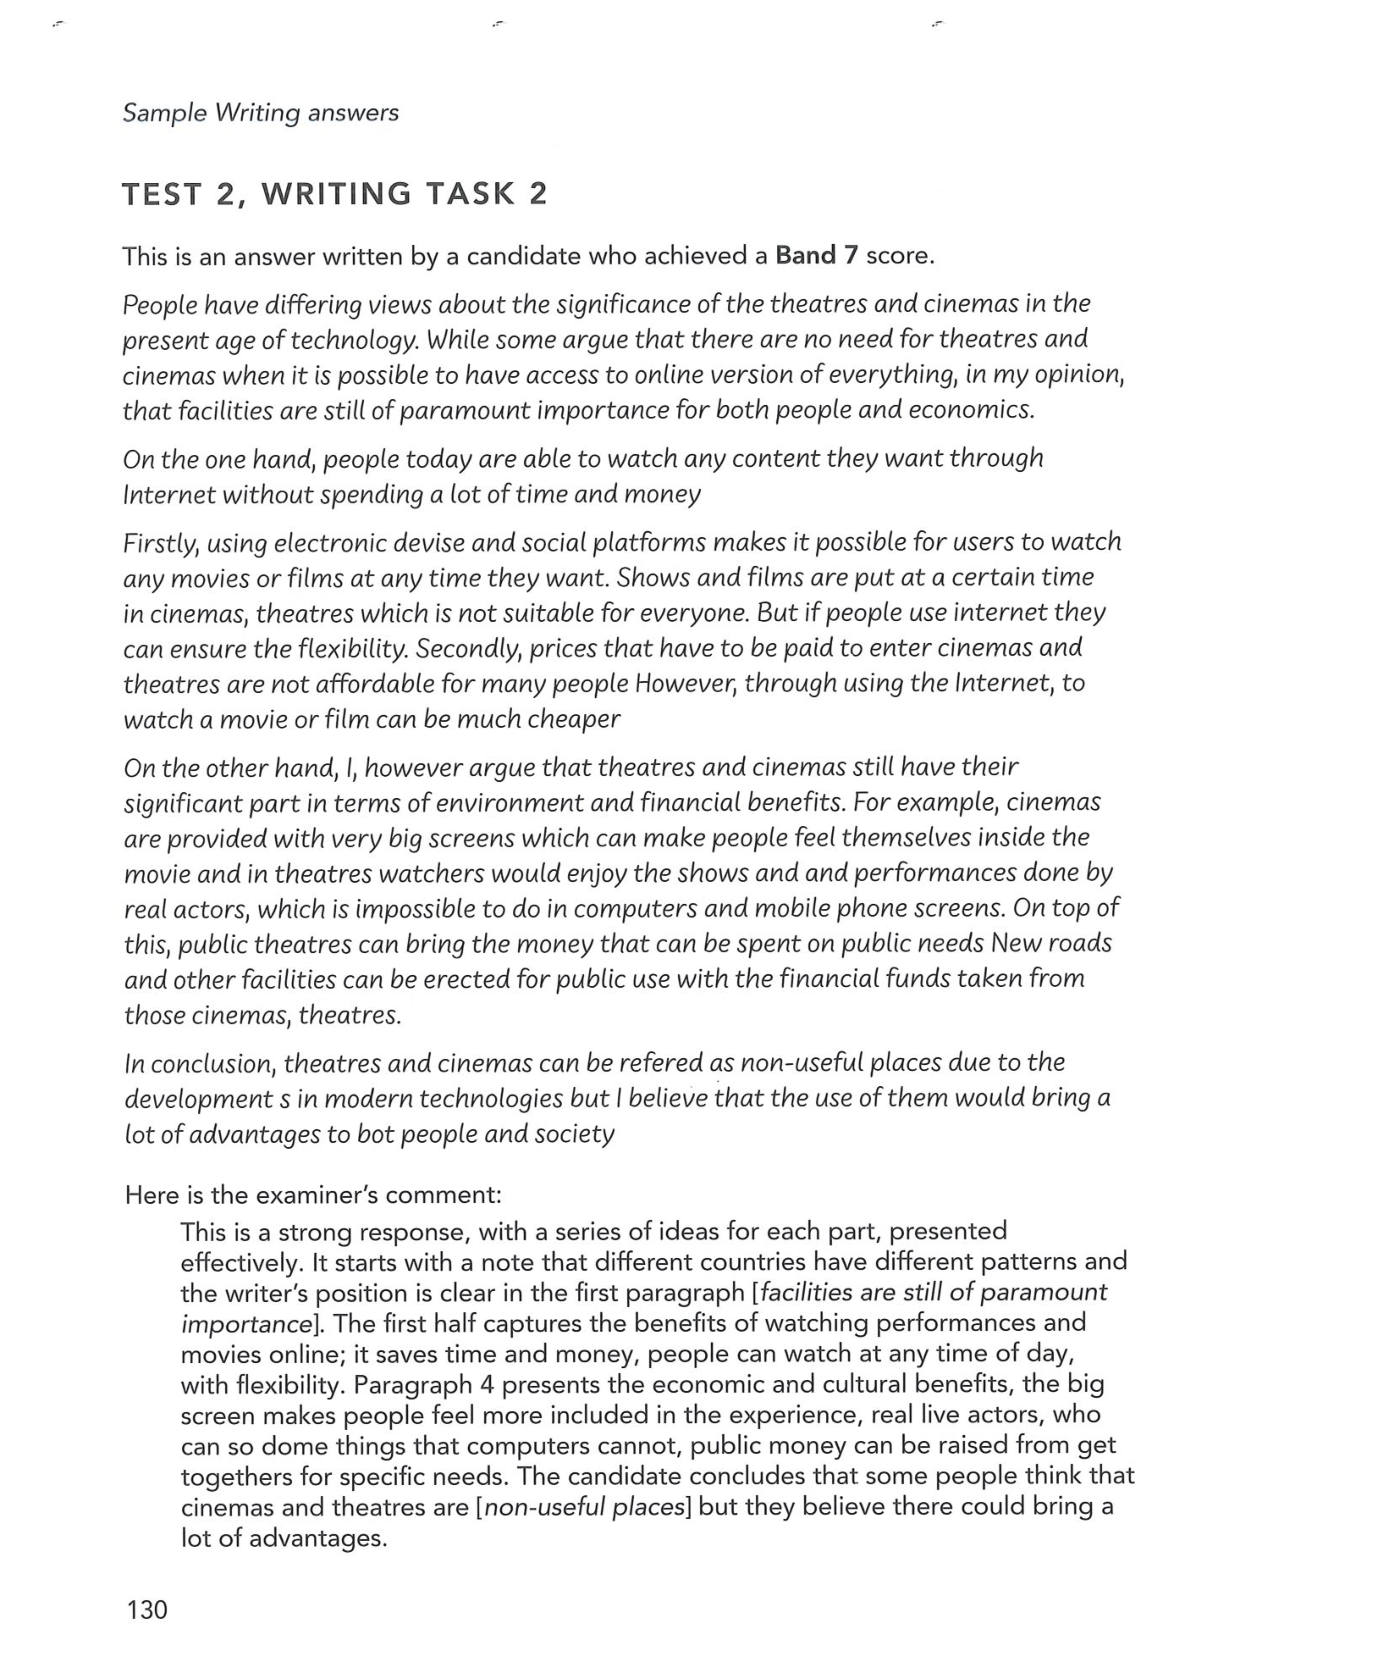 Sample Writing answers
TEST 2, WRITING TASK 2
This is an answer written by a candidate who achieved a Band 7 score.
People have differing views about the significance of the theatres and cinemas in the
present age of technology. While some argue that there are no need for theatres and
cinemas when it is possible to have access to online version of everything, in my opinion,
that facilities are still of paramount importance for both people and economics.
On the one hand, people today are able to watch any content they want through
Internet without spending a lot of time and money
Firstly, using electronic devise and social platforms makes it possible for users to watch
any movies or films at any time they want. Shows and films are put at a certain time
in cinemas, theatres which is not suitable for everyone. But if people use internet they
can ensure the flexibility. Secondly, prices that have to be paid to enter cinemas and
theatres are not affordable for many people However, through using the Internet, to
watch a movie or film can be much cheaper
On the other hand, I, however argue that theatres and cinemas still have their
significant part in terms of environment and financial benefits. For example, cinemas
are provided with very big screens which can make people feel themselves inside the
movie and in theatres watchers would enjoy the shows and and performances done by
real actors, which is impossible to do in computers and mobile phone screens. On top of
this, public theatres can bring the money that can be spent on public needs New roads
and other facilities can be erected for public use with the financial funds taken from
those cinemas, theatres.
In conclusion, theatres and cinemas can be refered as non-useful places due to the
development s in modern technologies but I believe that the use of them would bring a
lot of advantages to bot people and society
Here is the examiner's comment:
This is a strong response, with a series of ideas for each part, presented
effectively. It starts with a note that different countries have different patterns and
the writer's position is clear in the first paragraph [facilities are still of paramount
importance]. The first half captures the benefits of watching performances and
movies online; it saves time and money, people can watch at any time of day,
with flexibility. Paragraph 4 presents the economic and cultural benefits, the big
screen makes people feel more included in the experience, real live actors, who
can so dome things that computers cannot, public money can be raised from get
togethers for specific needs. The candidate concludes that some people think that
cinemas and theatres are [non-useful places] but they believe there could bring a
lot of advantages.
130